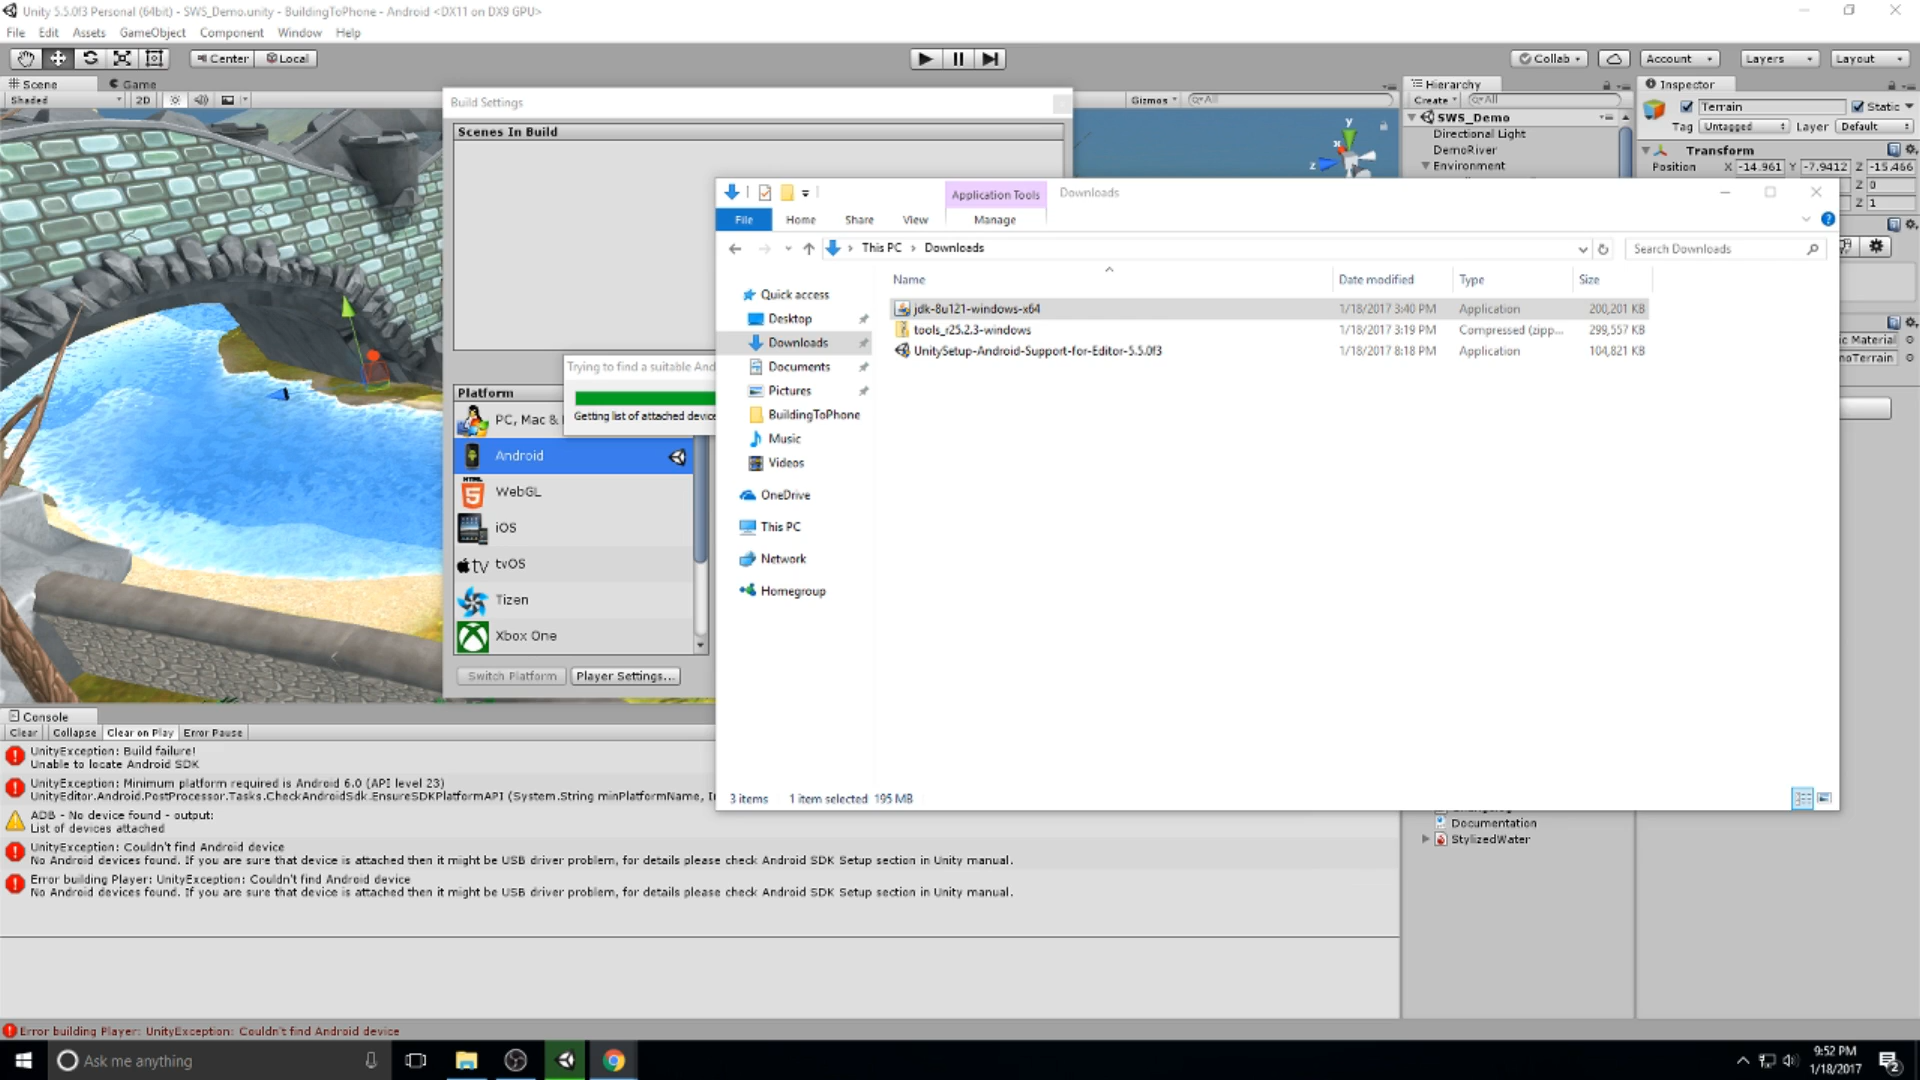 Unity 5.5.0f3 Personal (64bit) - SWS_Demo.unity - BuildingToPhone - Android <DX11 on DX9 GPU>
File Edit Assets GameObject Component Window Help
Center Local
Collab Account Layers Layout
Scene Game
Shaded 2D
Gizmos All
Build Settings
Scenes In Build
Platform
PC, Mac &
Android
WebGL
iOS
tvOS
Tizen
Xbox One
Switch Platform Player Settings...
Trying to find a suitable And
Getting list of attached device
Hierarchy
Create All
SWS_Demo
Directional Light
DemoRiver
Environment
Documentation
StylizedWater
Inspector
Terrain Static
Tag Untagged Layer Default
Transform
Position X -14.961 Y -7.9412 Z -15.466
Z 0
Z 1
ic Material
noTerrain
Application Tools Downloads
File Home Share View Manage
This PC > Downloads
Search Downloads
Name Date modified Type Size
jdk-8u121-windows-x64 1/18/2017 3:40 PM Application 200,201 KB
tools_r25.2.3-windows 1/18/2017 3:19 PM Compressed (zipp... 299,557 KB
UnitySetup-Android-Support-for-Editor-5.5.0f3 1/18/2017 8:18 PM Application 104,821 KB
Quick access
Desktop
Downloads
Documents
Pictures
BuildingToPhone
Music
Videos
OneDrive
This PC
Network
Homegroup
3 items 1 item selected 195 MB
Console
Clear Collapse Clear on Play Error Pause
UnityException: Build failure!
Unable to locate Android SDK
UnityException: Minimum platform required is Android 6.0 (API level 23)
UnityEditor.Android.PostProcessor.Tasks.CheckAndroidSdk.EnsureSDKPlatformAPI (System.String minPlatformName, In
ADB - No device found - output:
List of devices attached
UnityException: Couldn't find Android device
No Android devices found. If you are sure that device is attached then it might be USB driver problem, for details please check Android SDK Setup section in Unity manual.
Error building Player: UnityException: Couldn't find Android device
No Android devices found. If you are sure that device is attached then it might be USB driver problem, for details please check Android SDK Setup section in Unity manual.
Error building Player: UnityException: Couldn't find Android device
Ask me anything
9:52 PM
1/18/2017
2